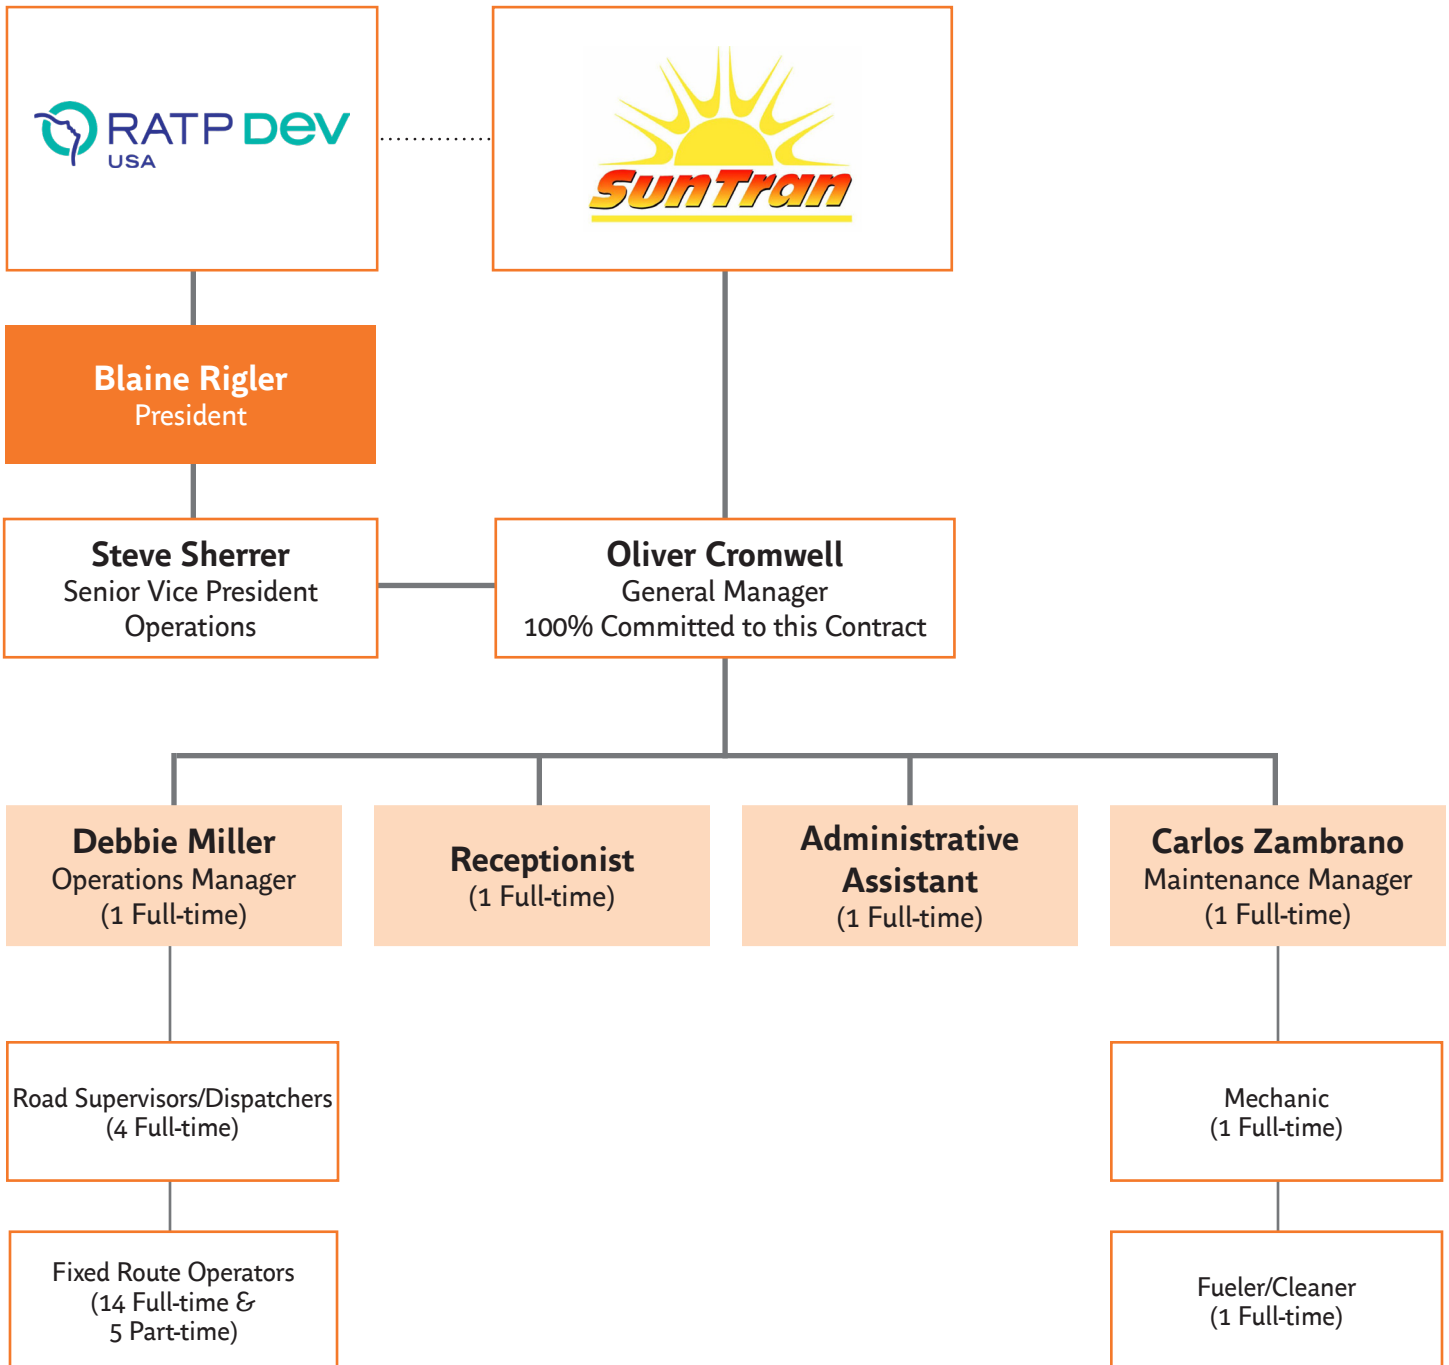 RATP Dev
USA
SunTran
Blaine Rigler
President
Steve Sherrer
Senior Vice President
Operations
Oliver Cromwell
General Manager
100% Committed to this Contract
Debbie Miller
Operations Manager
(1 Full-time)
Receptionist
(1 Full-time)
Administrative
Assistant
(1 Full-time)
Carlos Zambrano
Maintenance Manager
(1 Full-time)
Road Supervisors/Dispatchers
(4 Full-time)
Mechanic
(1 Full-time)
Fixed Route Operators
(14 Full-time &
5 Part-time)
Fueler/Cleaner
(1 Full-time)